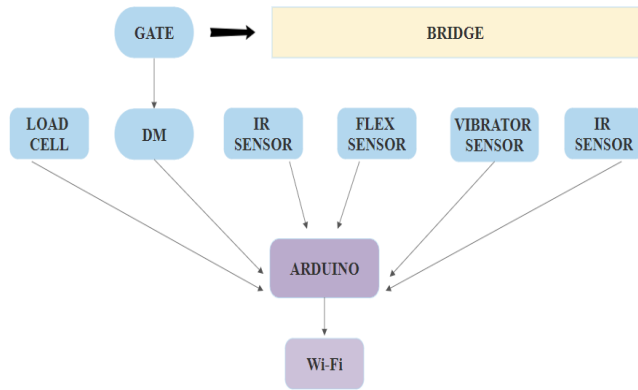 GATE
BRIDGE
LOAD
CELL
DM
IR
SENSOR
FLEX
SENSOR
VIBRATOR
SENSOR
IR
SENSOR
ARDUINO
Wi-Fi